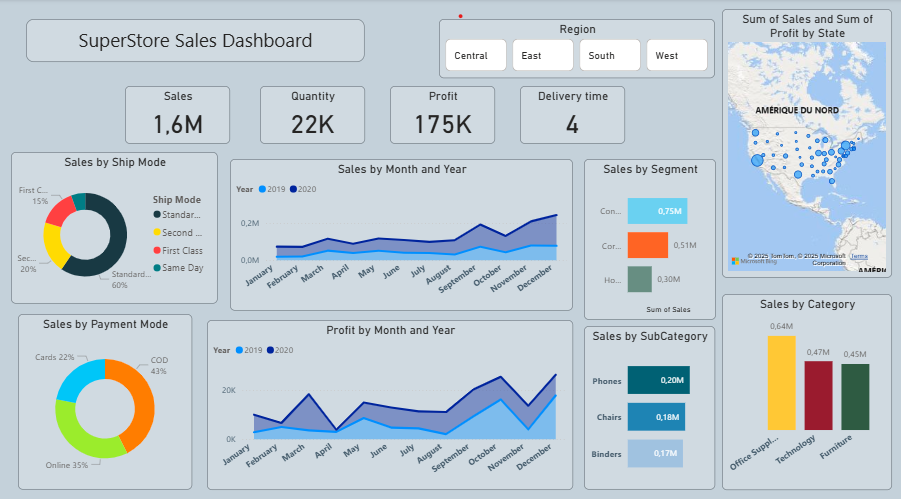 SuperStore Sales Dashboard
Region
Central
East
South
West
Sum of Sales and Sum of
Profit by State
AMÉRIQUE DU NORD
© 2025 TomTom, © 2025 Microsoft
Corporation Terms
Microsoft Bing
AMÉRI
Sales
1,6M
Quantity
22K
Profit
175K
Delivery time
4
Sales by Ship Mode
First C...
15%
Sec...
20%
Standard...
60%
Ship Mode
Standar...
Second ...
First Class
Same Day
Sales by Month and Year
Year 2019 2020
0,2M
0,0M
January
February
March
April
May
June
July
August
September
October
November
December
Sales by Segment
Con...
0,75M
Cor...
0,51M
Ho...
0,30M
Sum of Sales
Sales by Payment Mode
Cards 22%
COD
43%
Online 35%
Profit by Month and Year
Year 2019 2020
20K
0K
January
February
March
April
May
June
July
August
September
October
November
December
Sales by SubCategory
Phones
0,20M
Chairs
0,18M
Binders
0,17M
Sales by Category
0,64M
0,47M
0,45M
Office Suppl...
Technology
Furniture